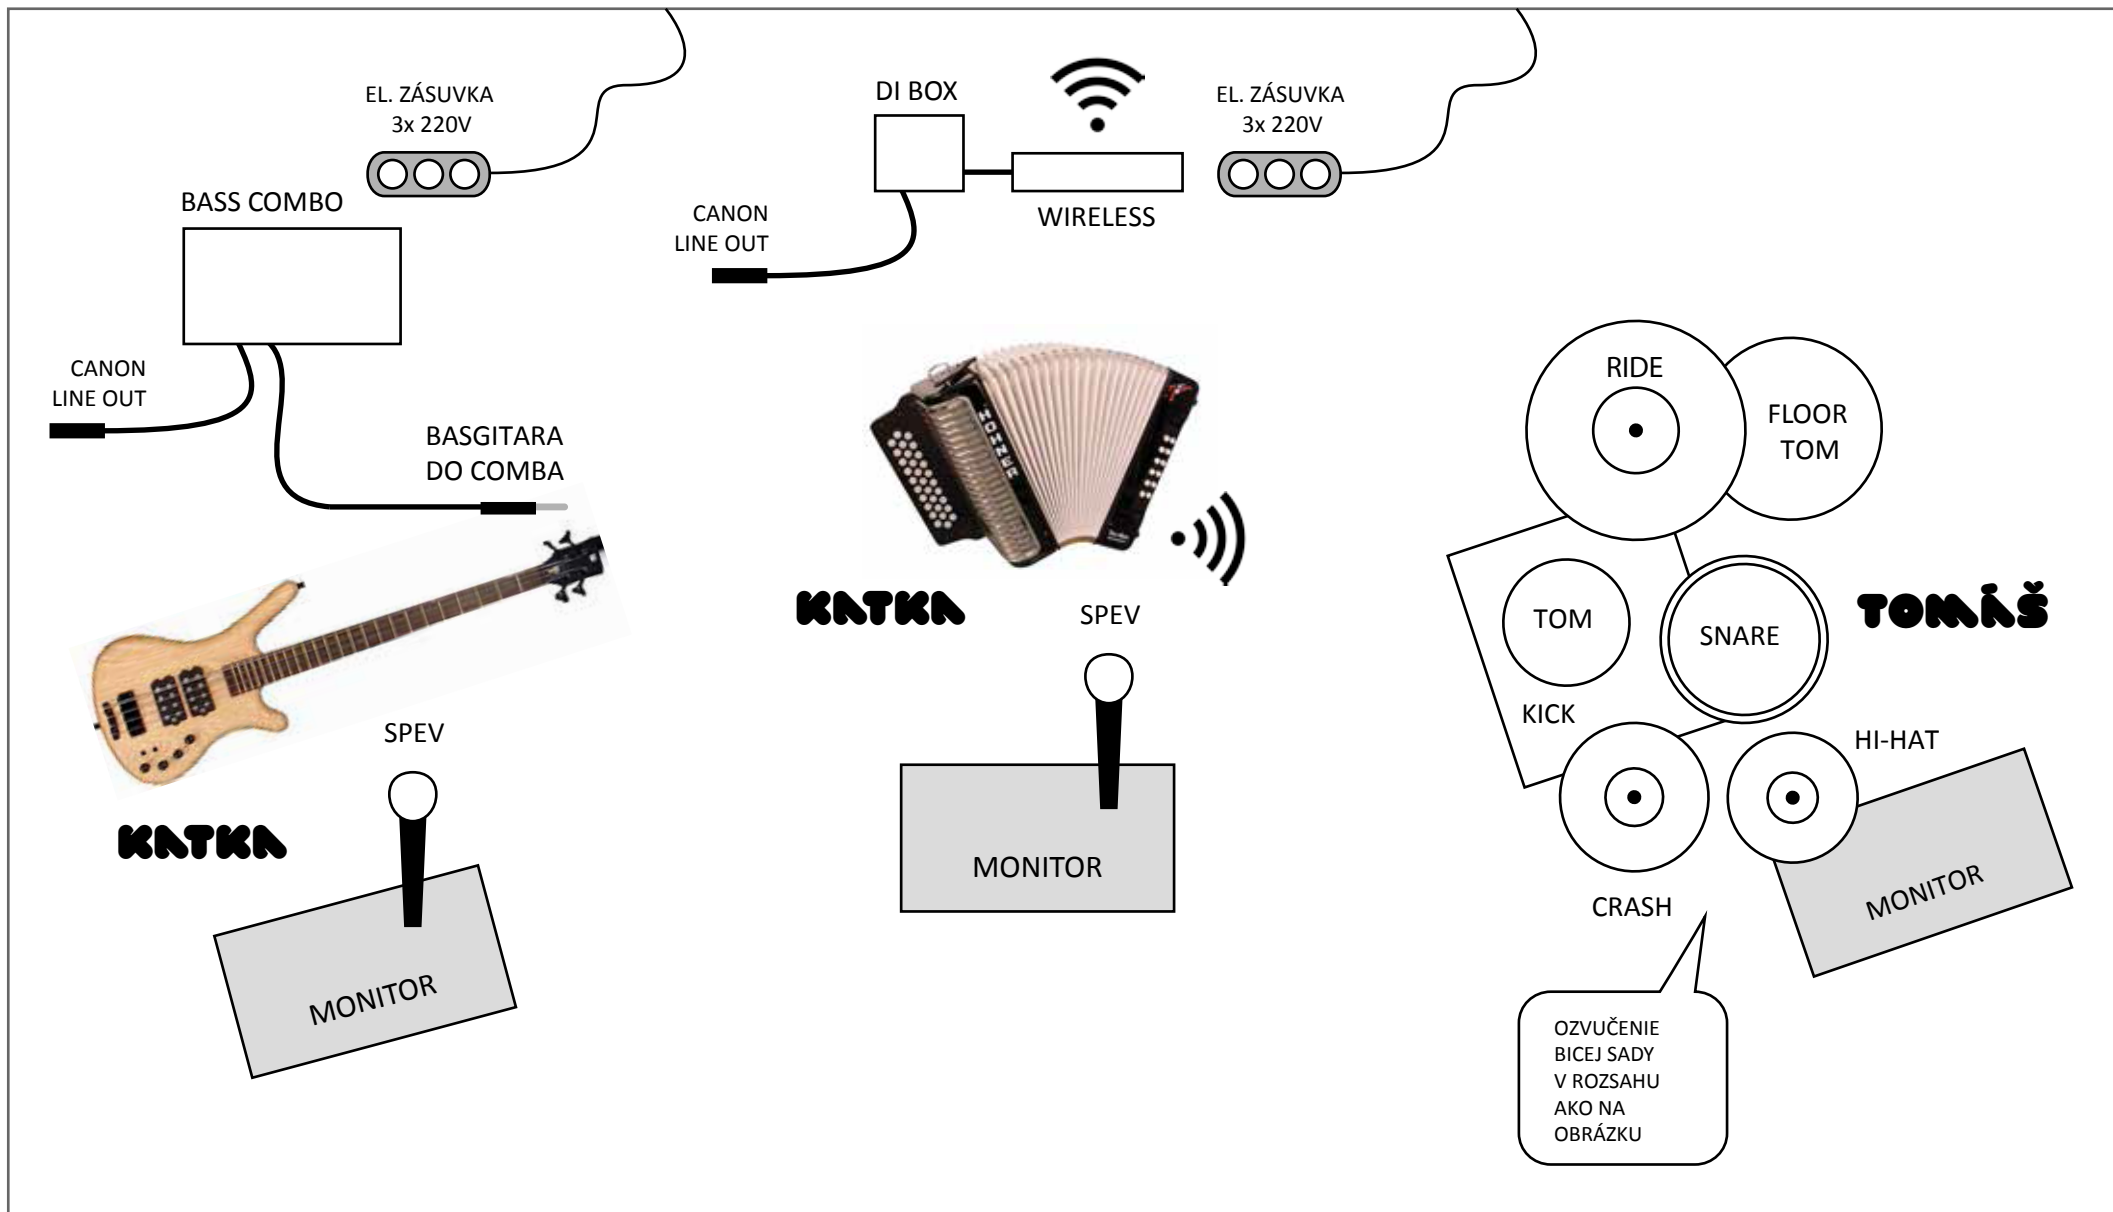 EL. ZÁSUVKA
3x 220V
BASS COMBO
CANON
LINE OUT
BASGITARA
DO COMBA
SPEV
KATKA
MONITOR
DI BOX
WIRELESS
CANON
LINE OUT
EL. ZÁSUVKA
3x 220V
HOHNER
KATKA
SPEV
MONITOR
RIDE
FLOOR
TOM
TOM
SNARE
TOMÁŠ
KICK
HI-HAT
CRASH
MONITOR
OZVUČENIE
BICEJ SADY
V ROZSAHU
AKO NA
OBRÁZKU